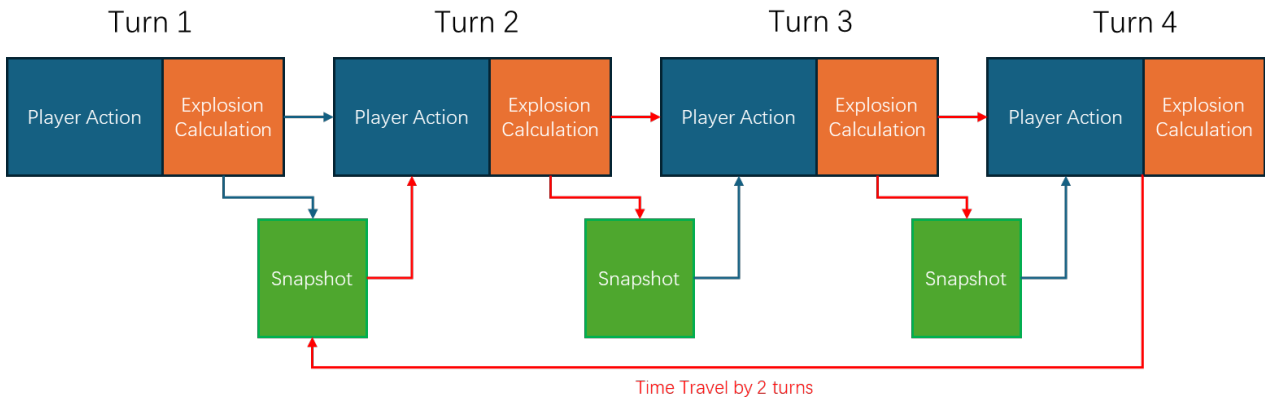 Turn 1
Turn 2
Turn 3
Turn 4
Player Action
Explosion
Calculation
Player Action
Explosion
Calculation
Player Action
Explosion
Calculation
Player Action
Explosion
Calculation
Snapshot
Snapshot
Snapshot
Time Travel by 2 turns